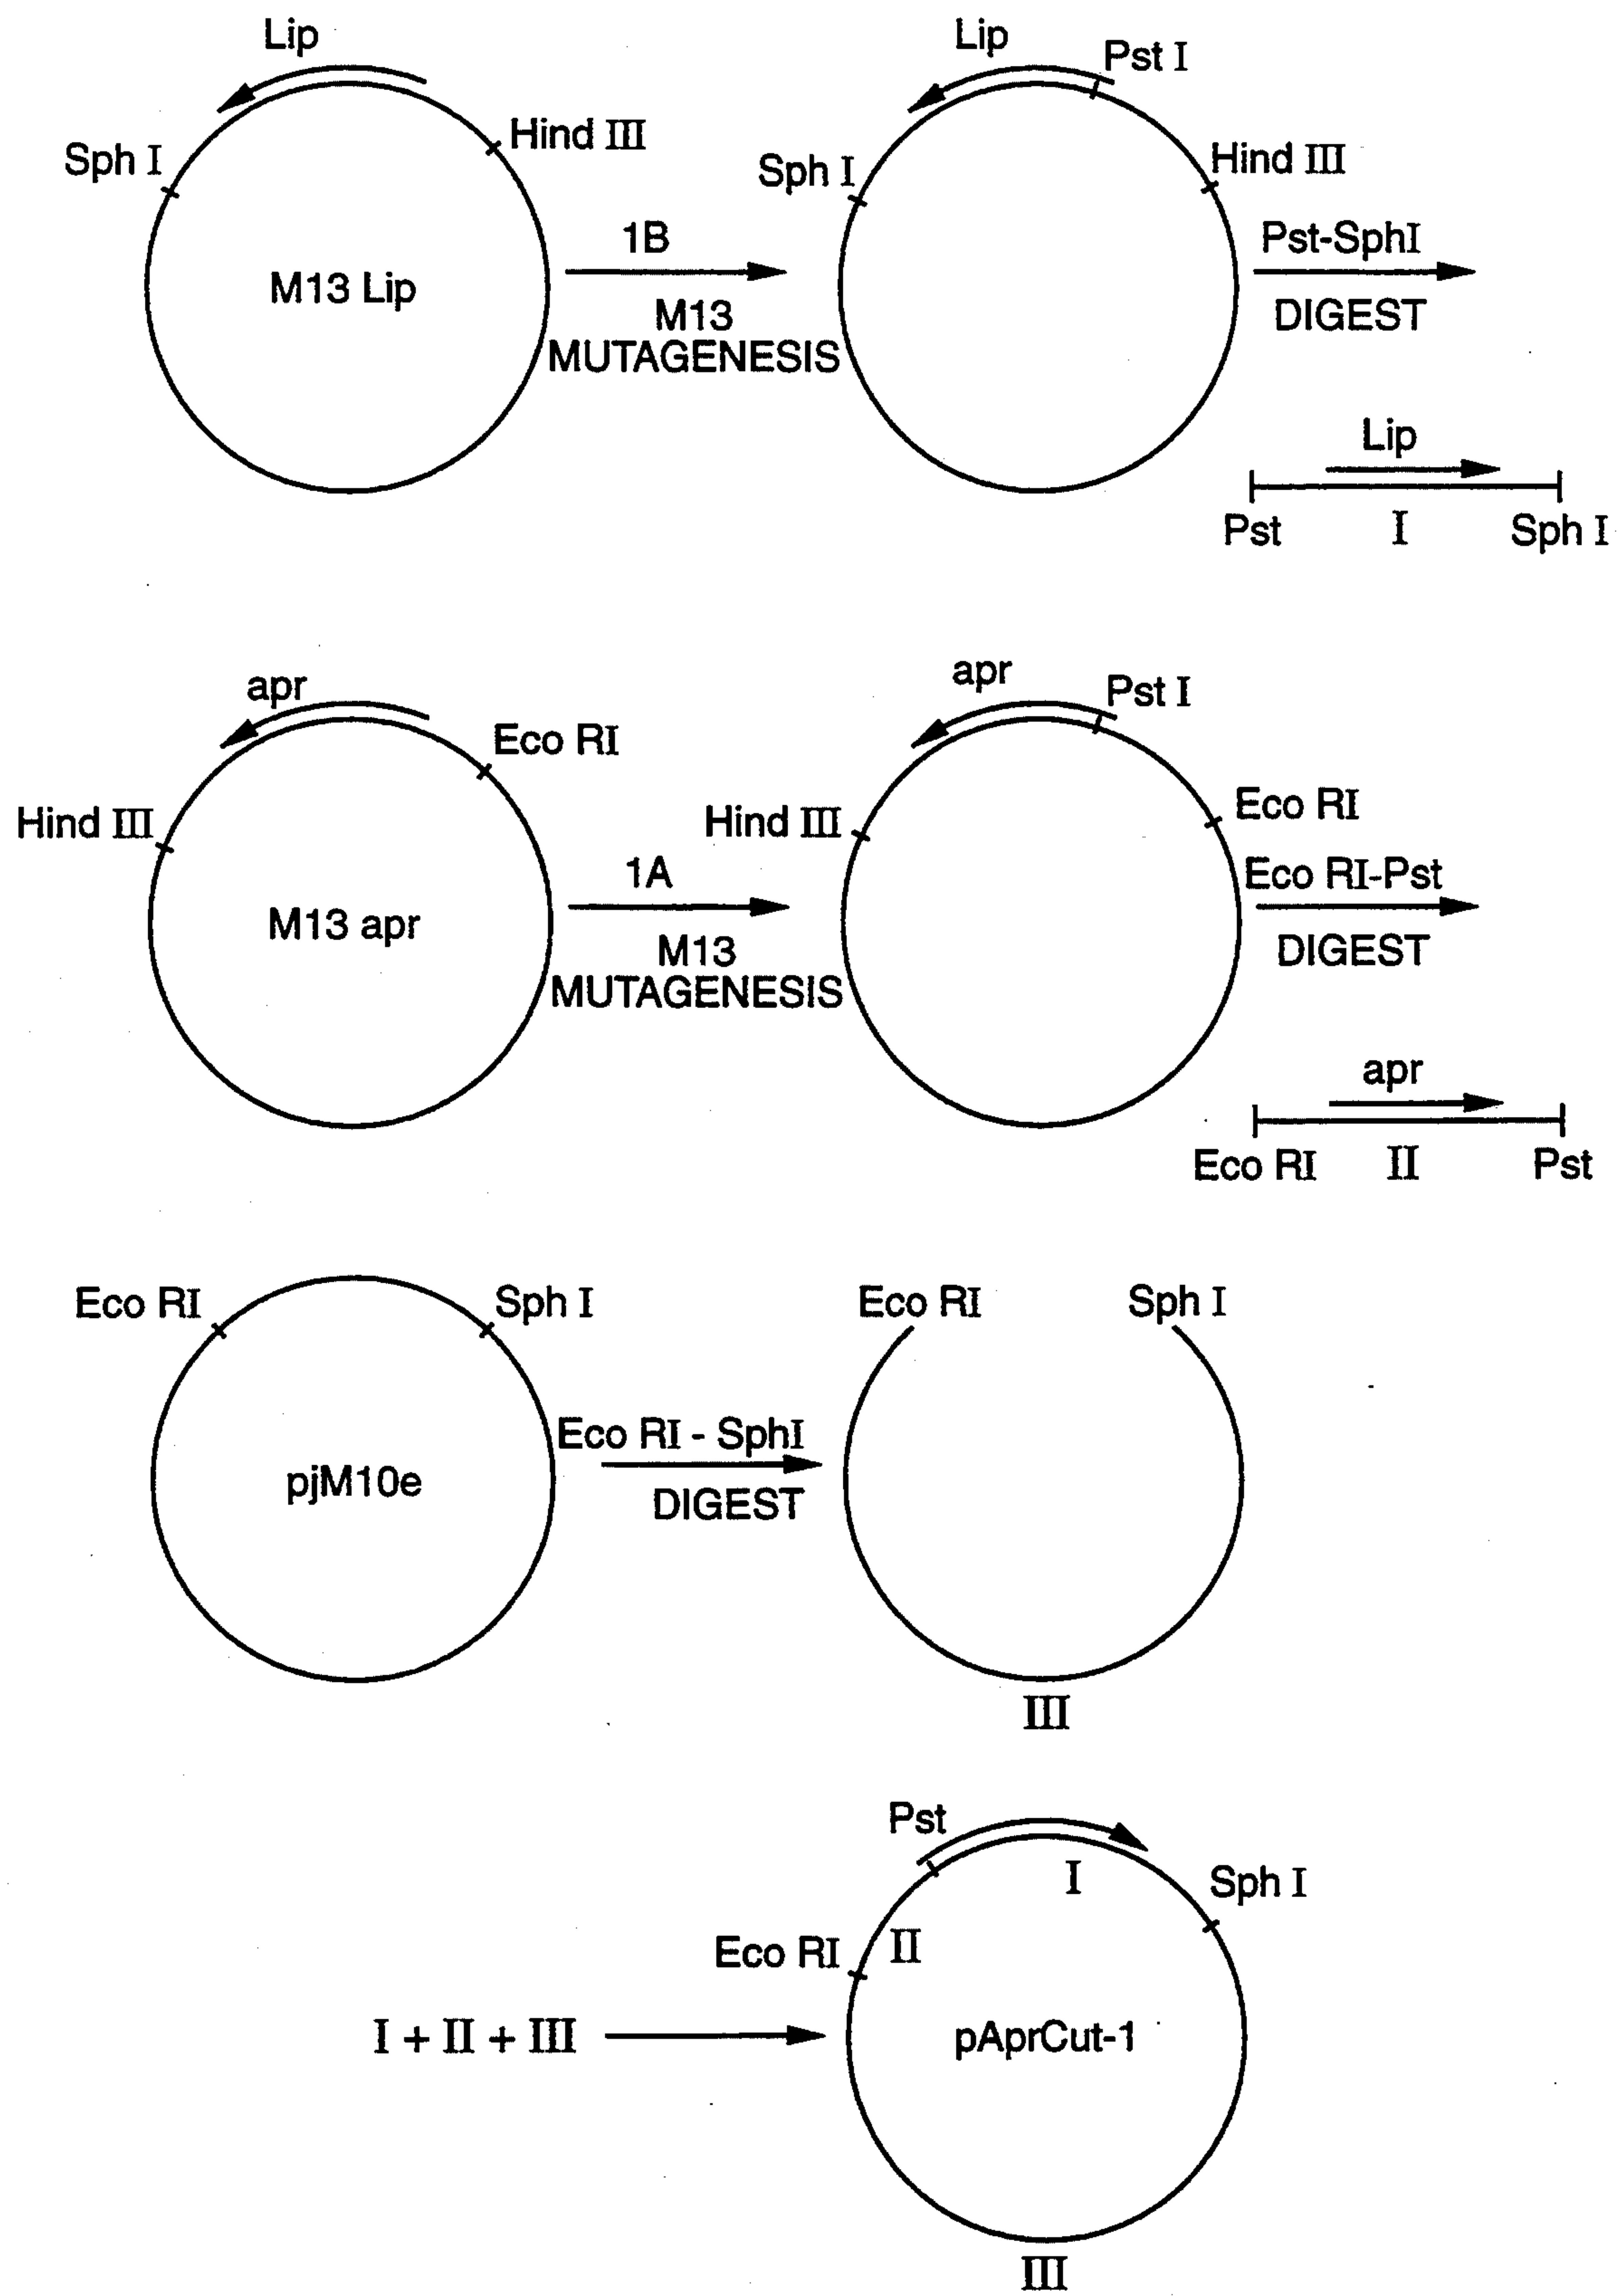 Lip
Sph I
Hind III
M13 Lip
1B
M13
MUTAGENESIS
Lip
Pst I
Sph I
Hind III
Pst-SphI
DIGEST
Lip
Pst
I
Sph I
apr
Eco RI
Hind III
M13 apr
1A
M13
MUTAGENESIS
apr
Pst I
Hind III
Eco RI
Eco RI-Pst
DIGEST
apr
Eco RI
II
Pst
Eco RI
Sph I
pjM10e
Eco RI - SphI
DIGEST
Eco RI
Sph I
III
I + II + III
Pst
I
Sph I
Eco RI
II
pAprCut-1
III